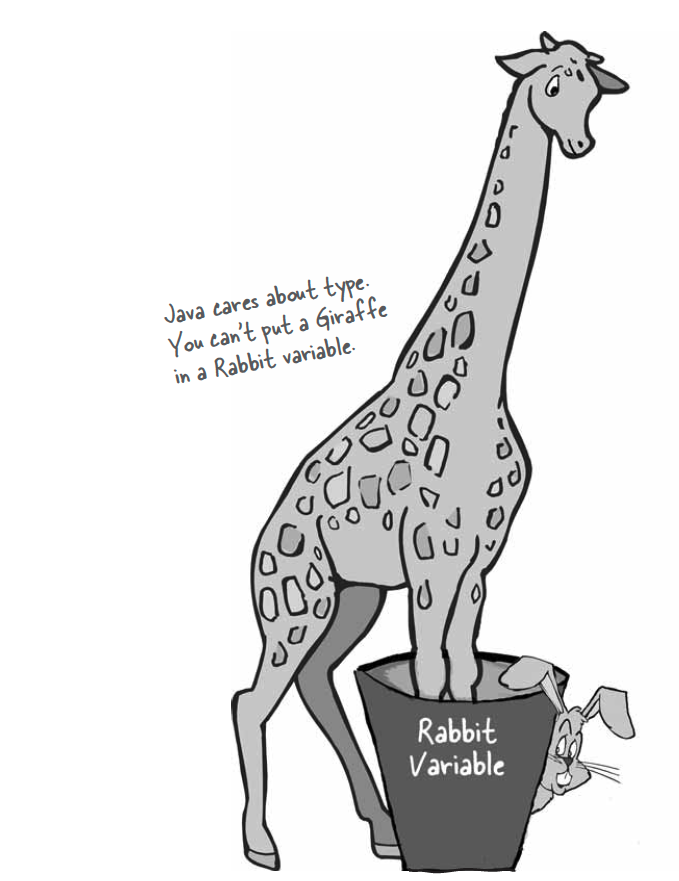 Java cares about type.
You can't put a Giraffe
in a Rabbit variable.
Rabbit
Variable